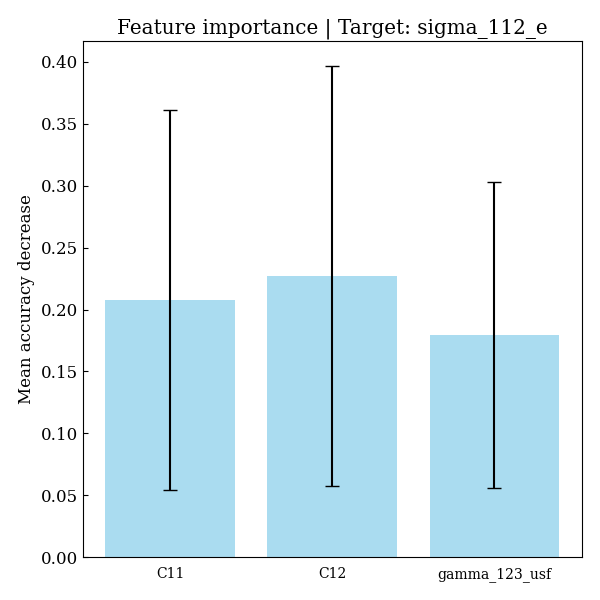 Feature importance | Target: sigma_112_e
Mean accuracy decrease
0.40
0.35
0.30
0.25
0.20
0.15
0.10
0.05
0.00
C11
C12
gamma_123_usf